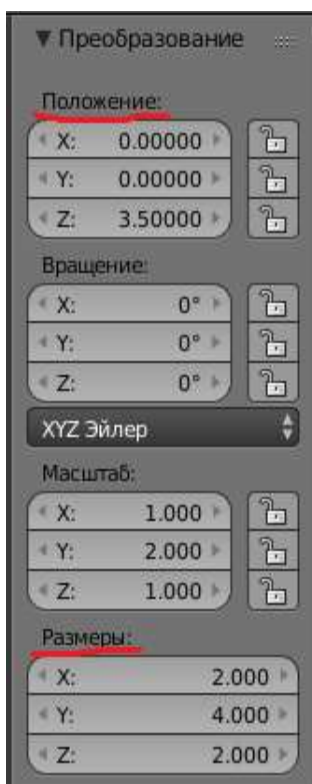 Преобразование
Положение:
X: 0.00000
Y: 0.00000
Z: 3.50000
Вращение:
X: 0°
Y: 0°
Z: 0°
XYZ Эйлер
Масштаб:
X: 1.000
Y: 2.000
Z: 1.000
Размеры:
X: 2.000
Y: 4.000
Z: 2.000